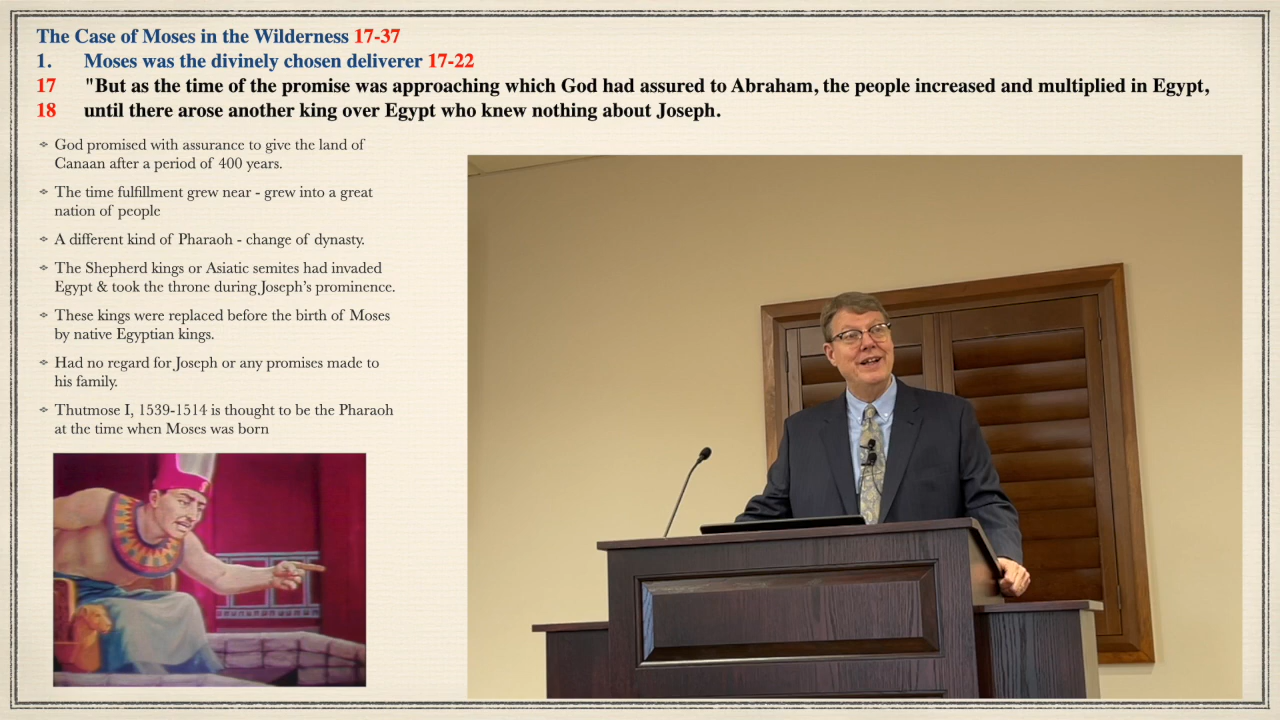 The Case of Moses in the Wilderness 17-37
1. Moses was the divinely chosen deliverer 17-22
17 "But as the time of the promise was approaching which God had assured to Abraham, the people increased and multiplied in Egypt,
18 until there arose another king over Egypt who knew nothing about Joseph.
God promised with assurance to give the land of
Canaan after a period of 400 years.
The time fulfillment grew near - grew into a great
nation of people
A different kind of Pharaoh - change of dynasty.
The Shepherd kings or Asiatic semites had invaded
Egypt & took the throne during Joseph’s prominence.
These kings were replaced before the birth of Moses
by native Egyptian kings.
Had no regard for Joseph or any promises made to
his family.
Thutmose I, 1539-1514 is thought to be the Pharaoh
at the time when Moses was born